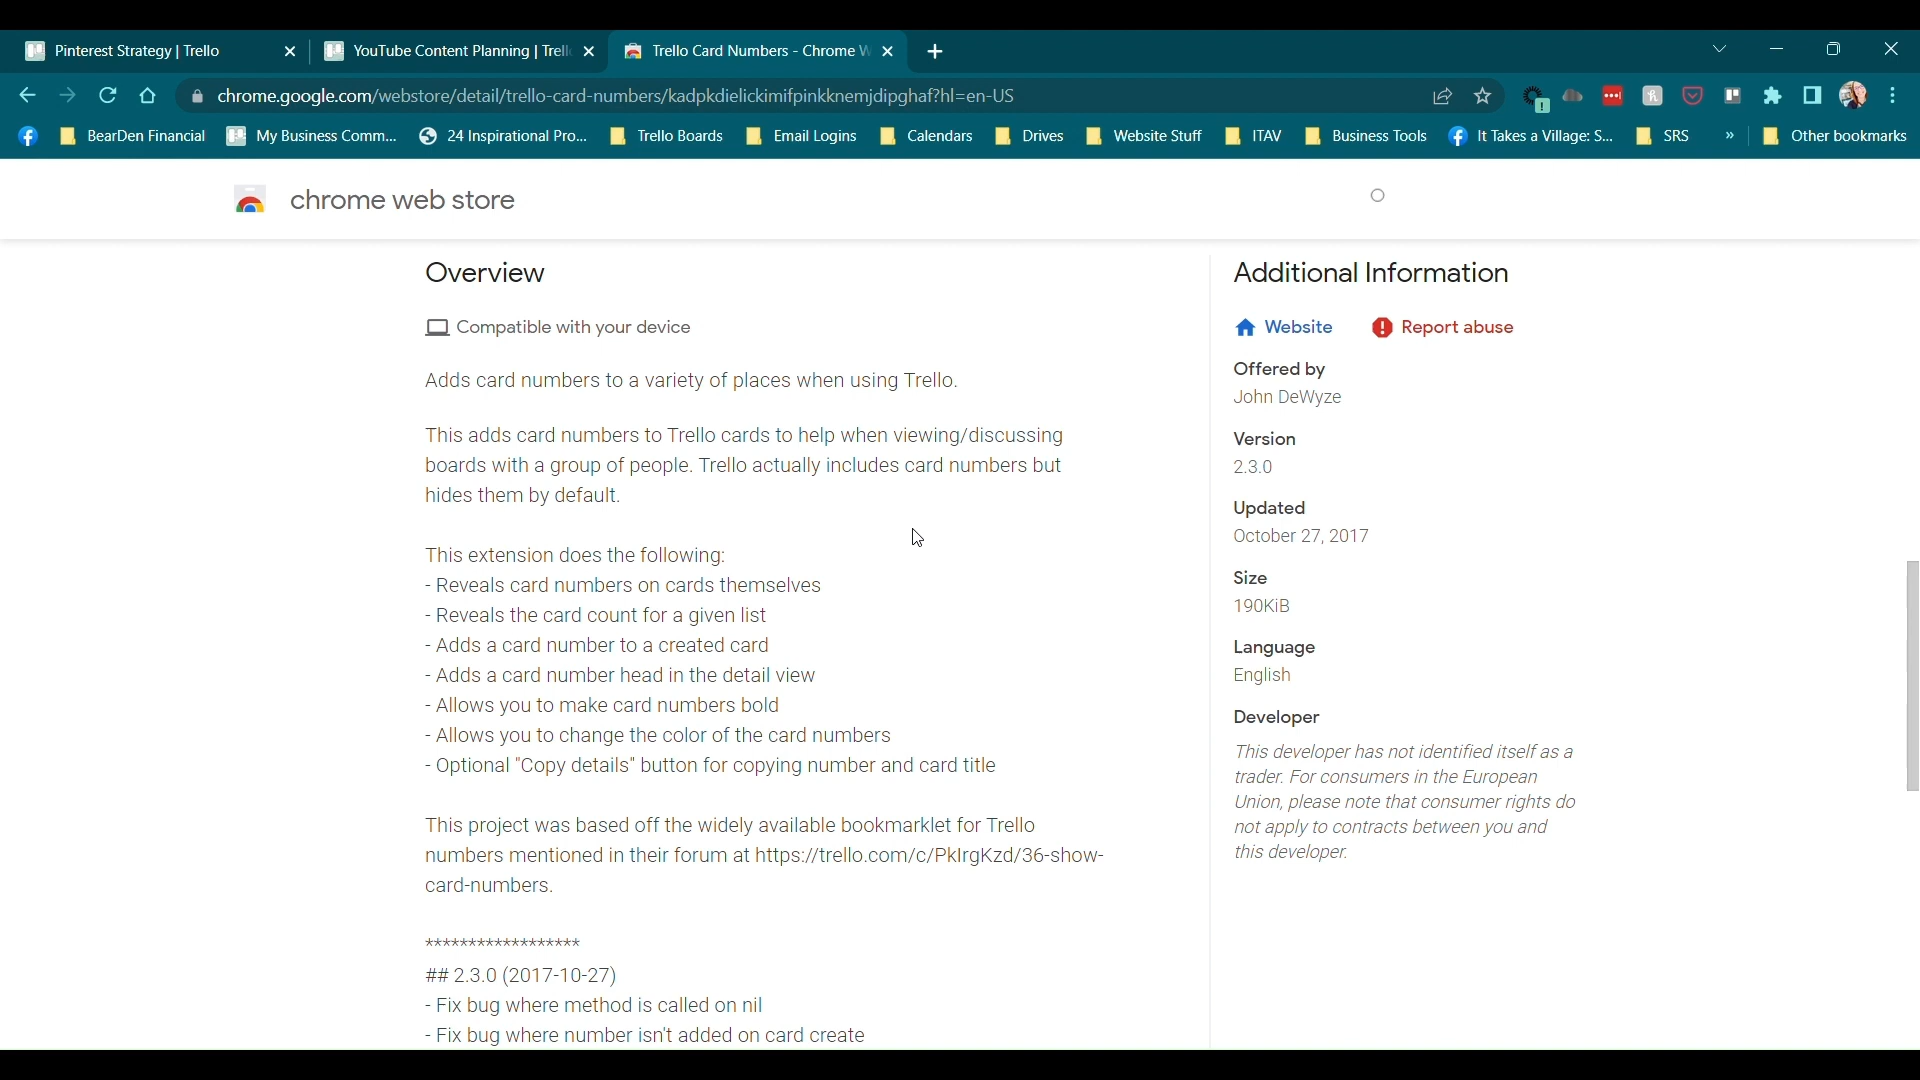 Pinterest Strategy | Trello
YouTube Content Planning | Trell
Trello Card Numbers - Chrome W
chrome.google.com/webstore/detail/trello-card-numbers/kadpkdielickimifpinkknemjdipghaf?hl=en-US
BearDen Financial
My Business Comm...
24 Inspirational Pro...
Trello Boards
Email Logins
Calendars
Drives
Website Stuff
ITAV
Business Tools
It Takes a Village: S...
SRS
»
Other bookmarks
chrome web store
Overview
Compatible with your device
Adds card numbers to a variety of places when using Trello.
This adds card numbers to Trello cards to help when viewing/discussing
boards with a group of people. Trello actually includes card numbers but
hides them by default.
This extension does the following:
- Reveals card numbers on cards themselves
- Reveals the card count for a given list
- Adds a card number to a created card
- Adds a card number head in the detail view
- Allows you to make card numbers bold
- Allows you to change the color of the card numbers
- Optional "Copy details" button for copying number and card title
This project was based off the widely available bookmarklet for Trello
numbers mentioned in their forum at https://trello.com/c/PklrgKzd/36-show-
card-numbers.
******************
## 2.3.0 (2017-10-27)
- Fix bug where method is called on nil
- Fix bug where number isn't added on card create
Additional Information
Website
Report abuse
Offered by
John DeWyze
Version
2.3.0
Updated
October 27, 2017
Size
190KiB
Language
English
Developer
This developer has not identified itself as a
trader. For consumers in the European
Union, please note that consumer rights do
not apply to contracts between you and
this developer.